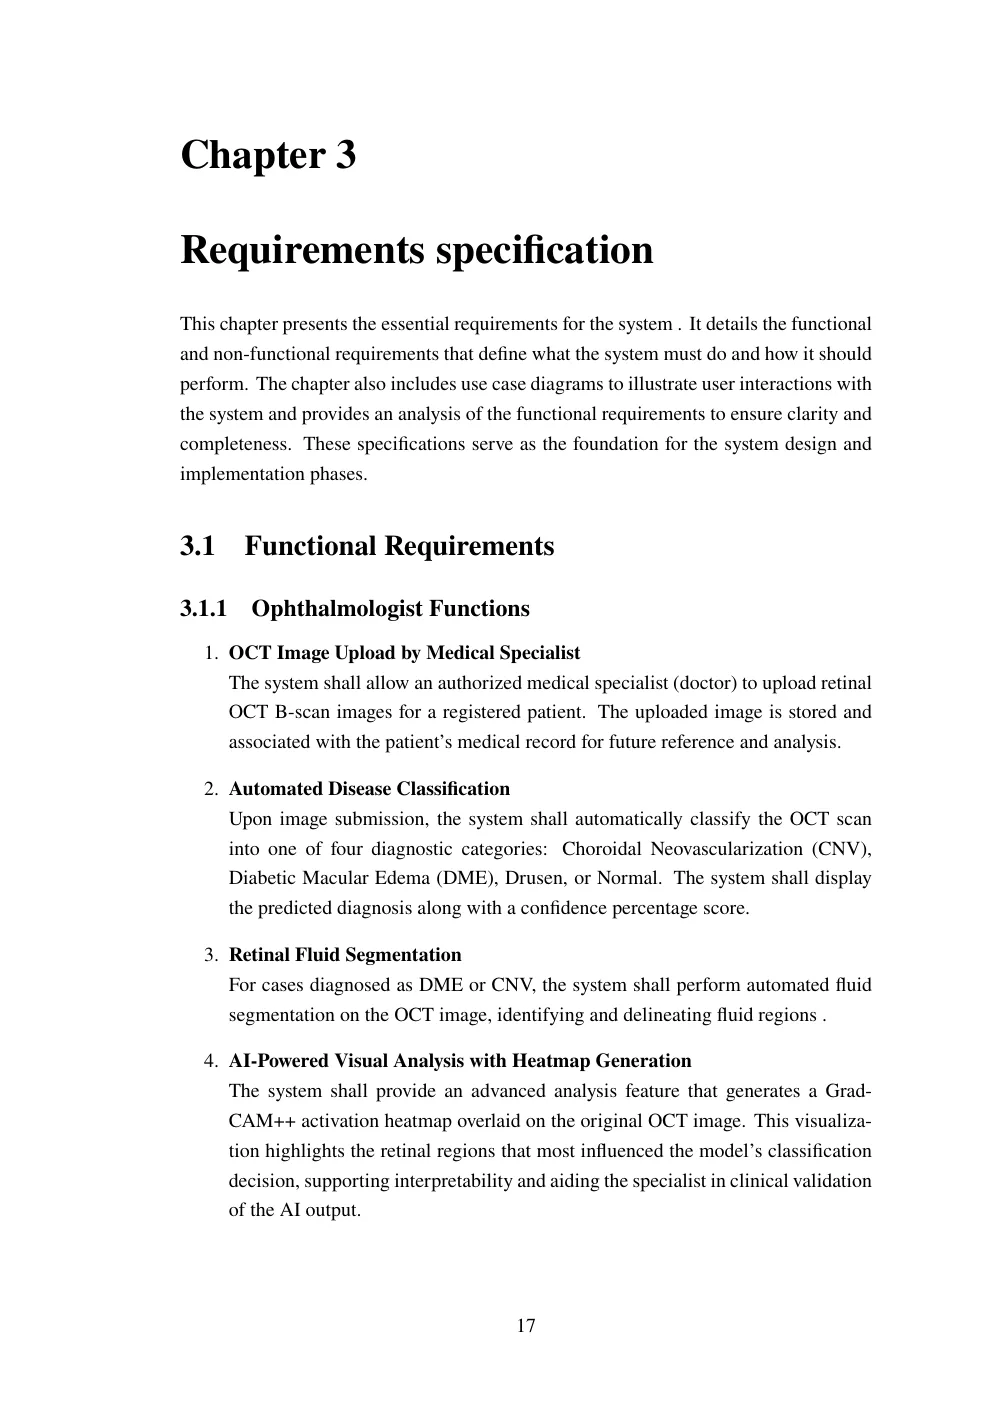 Chapter 3
Requirements specification
This chapter presents the essential requirements for the system . It details the functional
and non-functional requirements that define what the system must do and how it should
perform. The chapter also includes use case diagrams to illustrate user interactions with
the system and provides an analysis of the functional requirements to ensure clarity and
completeness. These specifications serve as the foundation for the system design and
implementation phases.
3.1 Functional Requirements
3.1.1 Ophthalmologist Functions
1. OCT Image Upload by Medical Specialist
The system shall allow an authorized medical specialist (doctor) to upload retinal
OCT B-scan images for a registered patient. The uploaded image is stored and
associated with the patient’s medical record for future reference and analysis.
2. Automated Disease Classification
Upon image submission, the system shall automatically classify the OCT scan
into one of four diagnostic categories: Choroidal Neovascularization (CNV),
Diabetic Macular Edema (DME), Drusen, or Normal. The system shall display
the predicted diagnosis along with a confidence percentage score.
3. Retinal Fluid Segmentation
For cases diagnosed as DME or CNV, the system shall perform automated fluid
segmentation on the OCT image, identifying and delineating fluid regions .
4. AI-Powered Visual Analysis with Heatmap Generation
The system shall provide an advanced analysis feature that generates a Grad-
CAM++ activation heatmap overlaid on the original OCT image. This visualiza-
tion highlights the retinal regions that most influenced the model’s classification
decision, supporting interpretability and aiding the specialist in clinical validation
of the AI output.
17